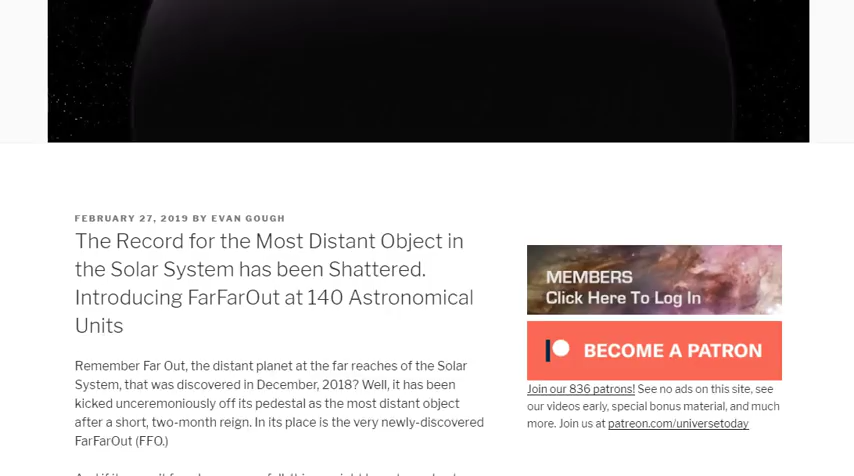 FEBRUARY 27, 2019 BY EVAN GOUGH
The Record for the Most Distant Object in
the Solar System has been Shattered.
Introducing FarFarOut at 140 Astronomical
Units
Remember Far Out, the distant planet at the far reaches of the Solar
System, that was discovered in December, 2018? Well, it has been
kicked unceremoniously off its pedestal as the most distant object
after a short, two-month reign. In its place is the very newly-discovered
FarFarOut (FFO.)
MEMBERS
Click Here To Log In
BECOME A PATRON
Join our 836 patrons! See no ads on this site, see
our videos early, special bonus material, and much
more. Join us at patreon.com/universetoday